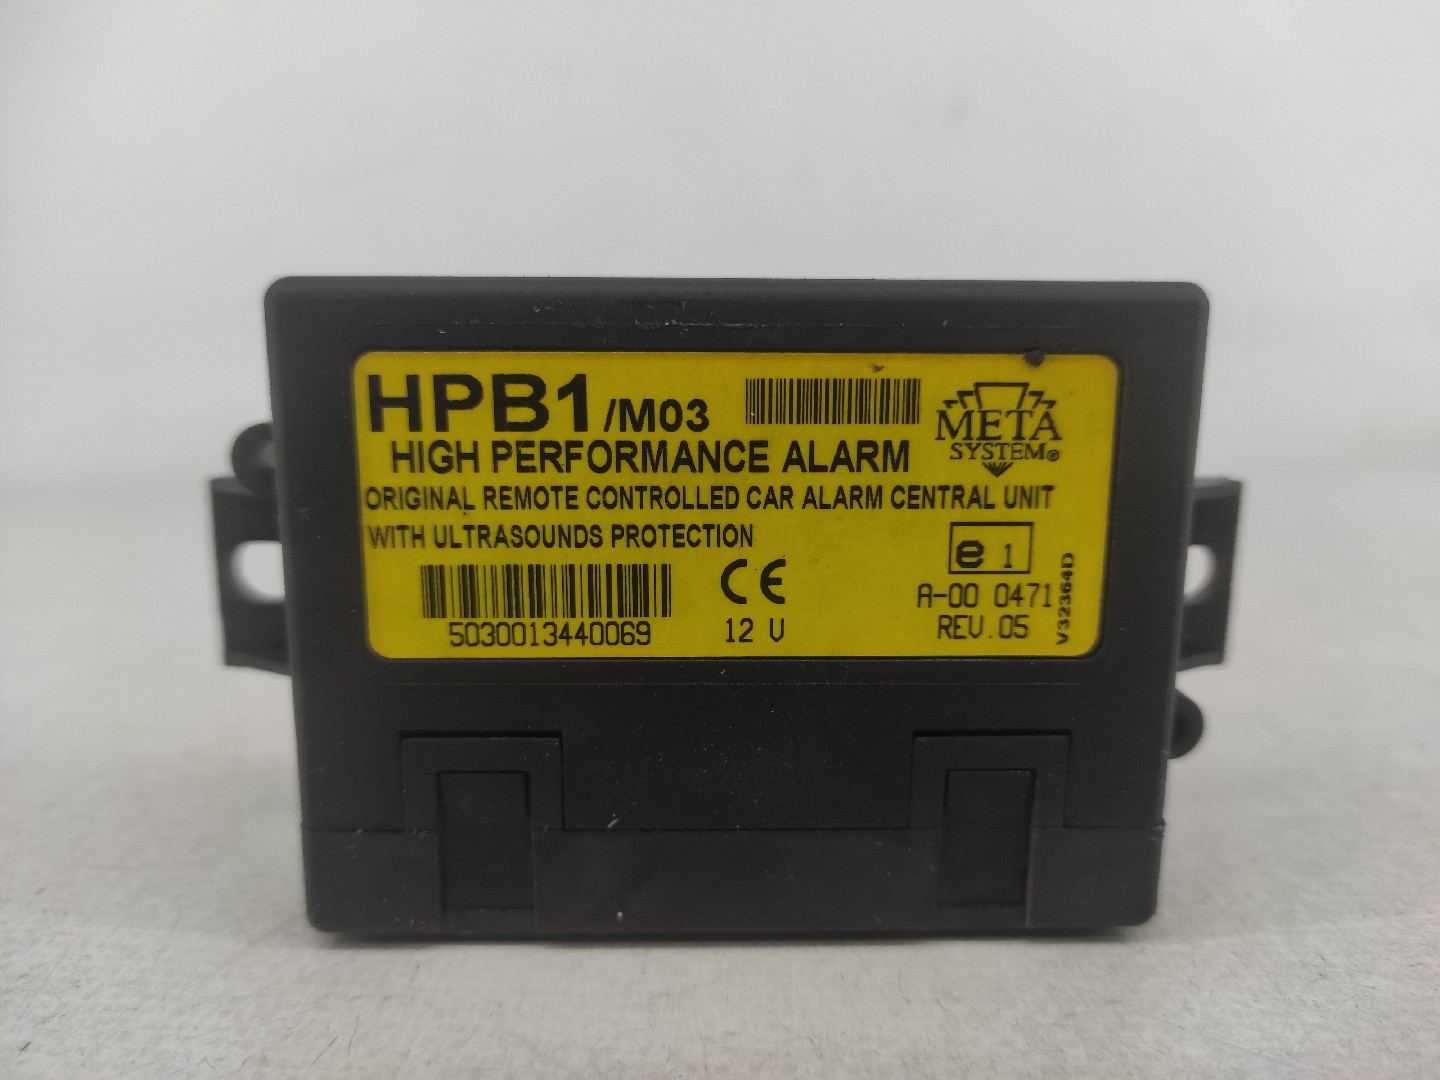 HPB1 /M03
META
SYSTEM®
HIGH PERFORMANCE ALARM
ORIGINAL REMOTE CONTROLLED CAR ALARM CENTRAL UNIT
WITH ULTRASOUNDS PROTECTION
e 1
CE
A-00 0471
5030013440069
12 V
REV.05
V32364D